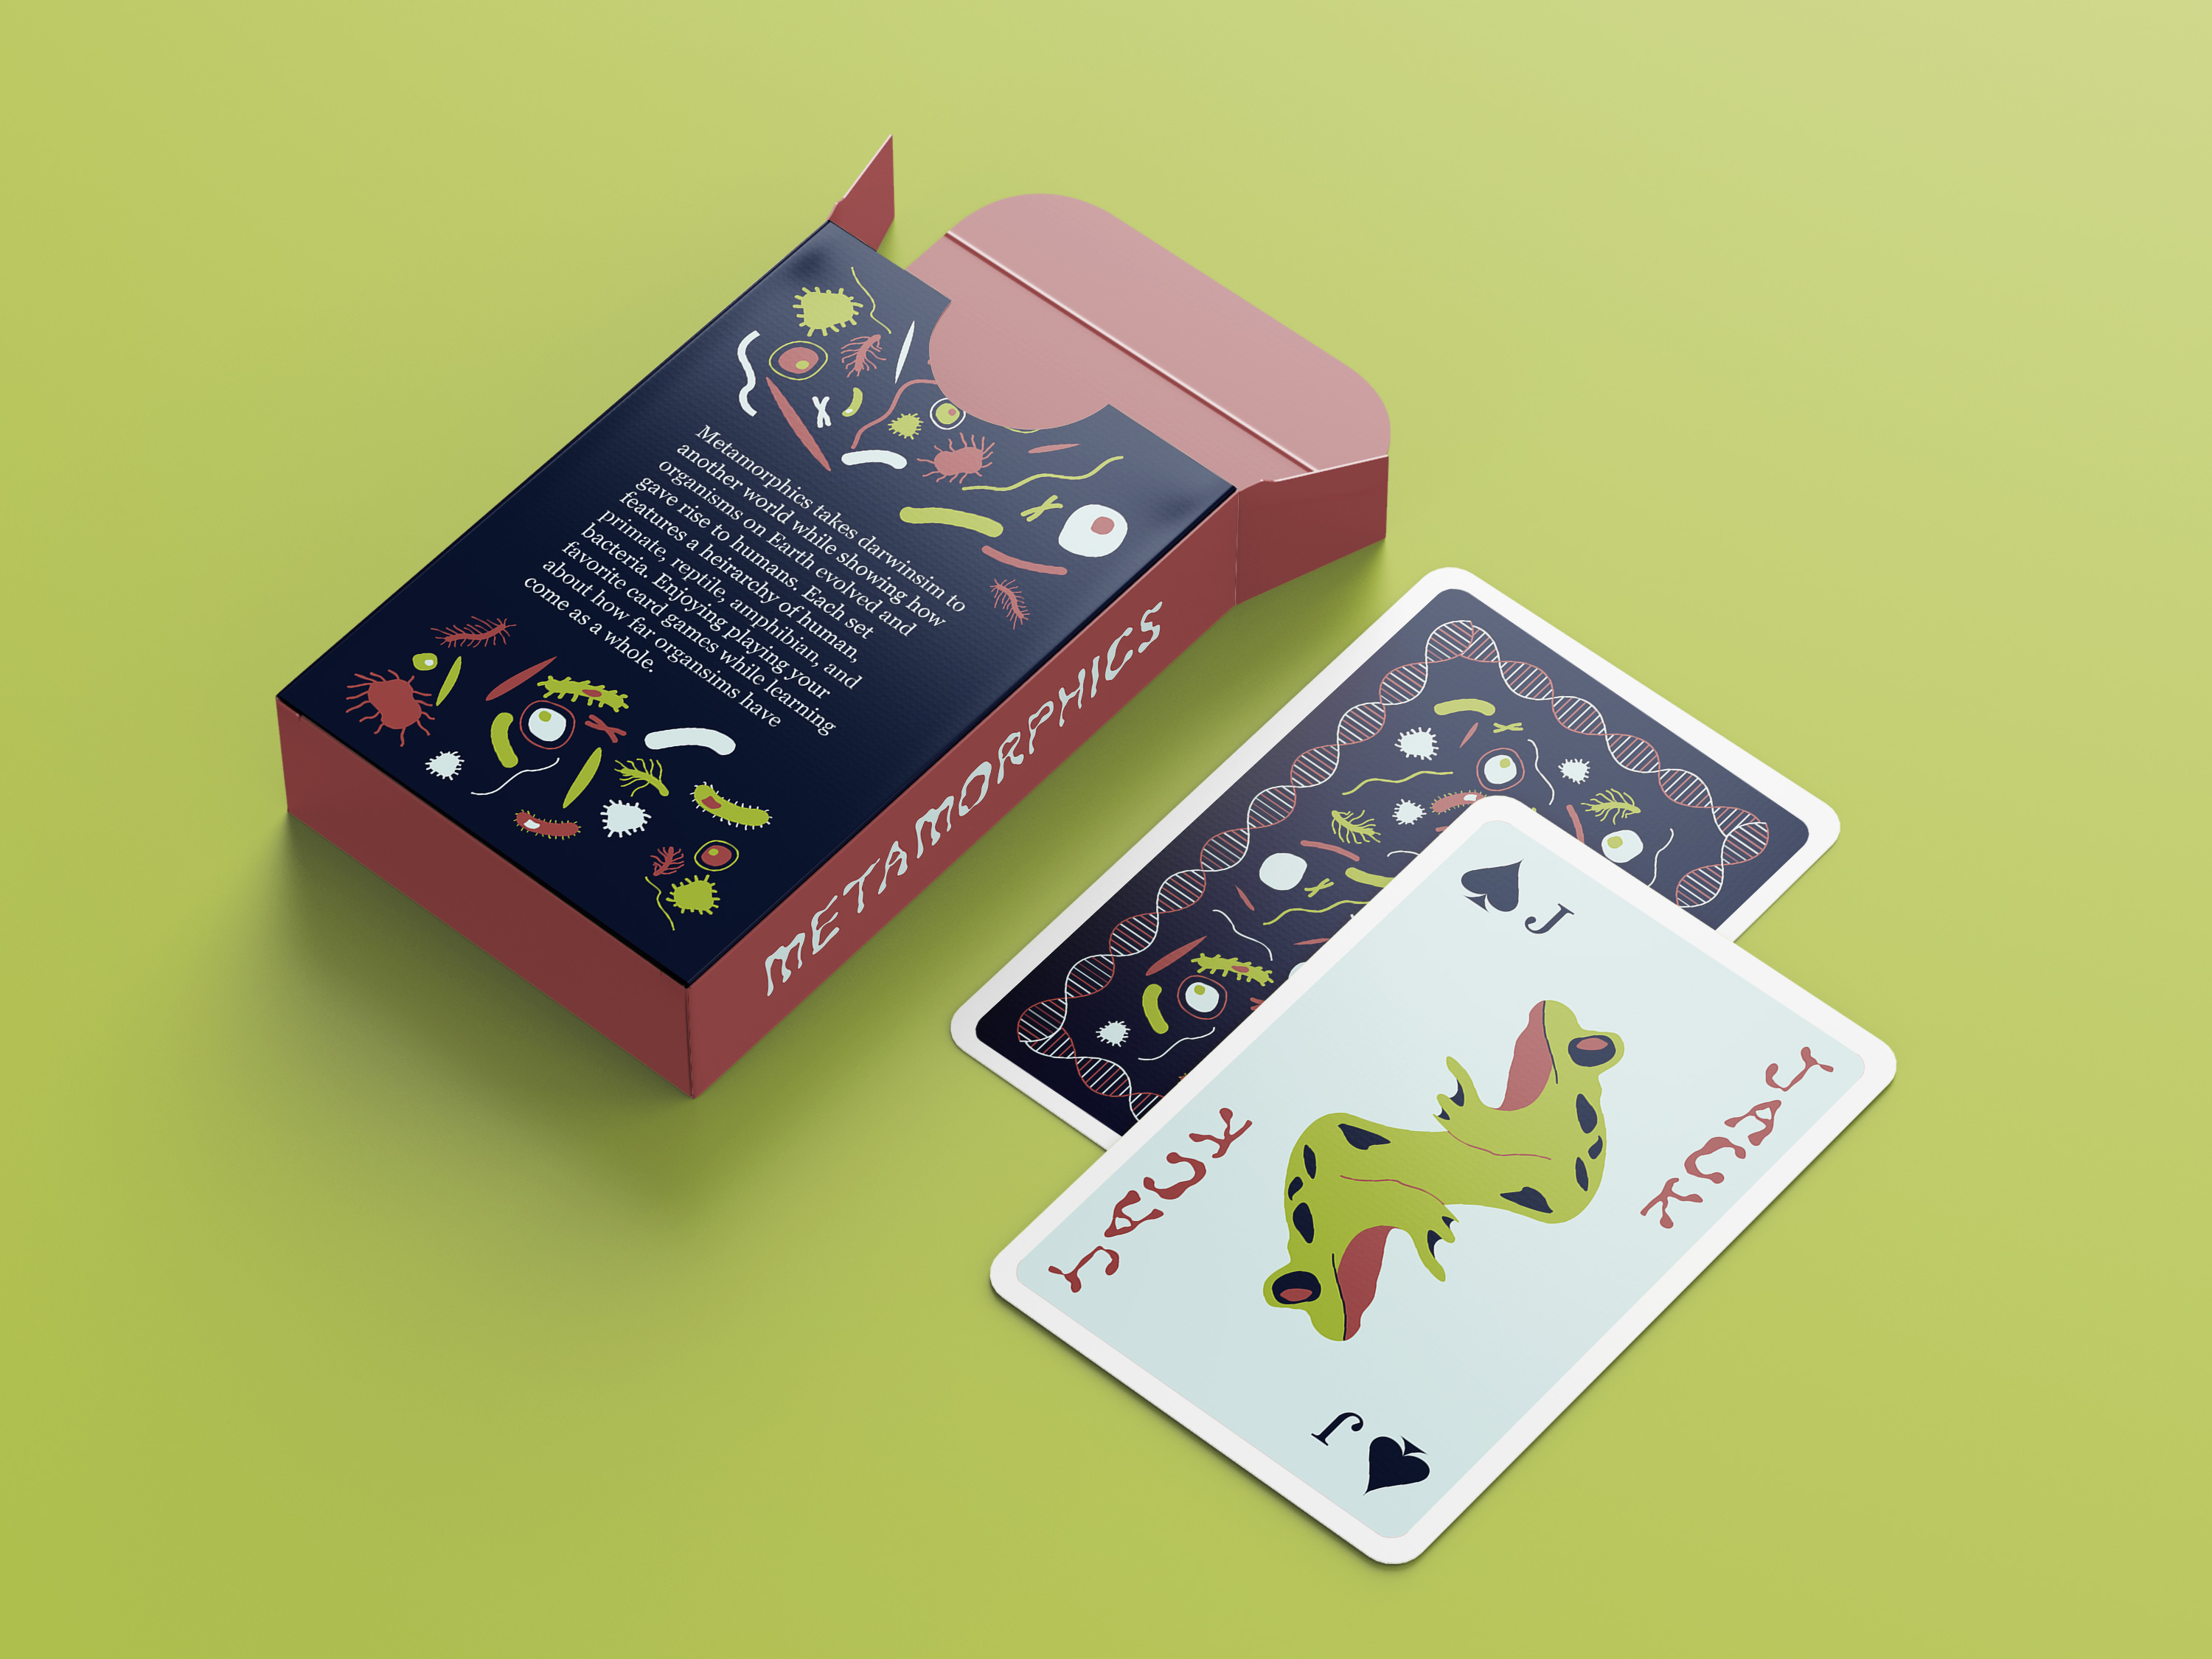 Metamorphics takes darwinsim to
another world while showing how
organisms on Earth evolved and
gave rise to humans. Each set
features a heirarchy of human,
primate, reptile, amphibian, and
bacteria. Enjoying playing your
favorite card games while learning
about how far organsims have
come as a whole.
METAMORPHICS
J
JACK
JACK
J